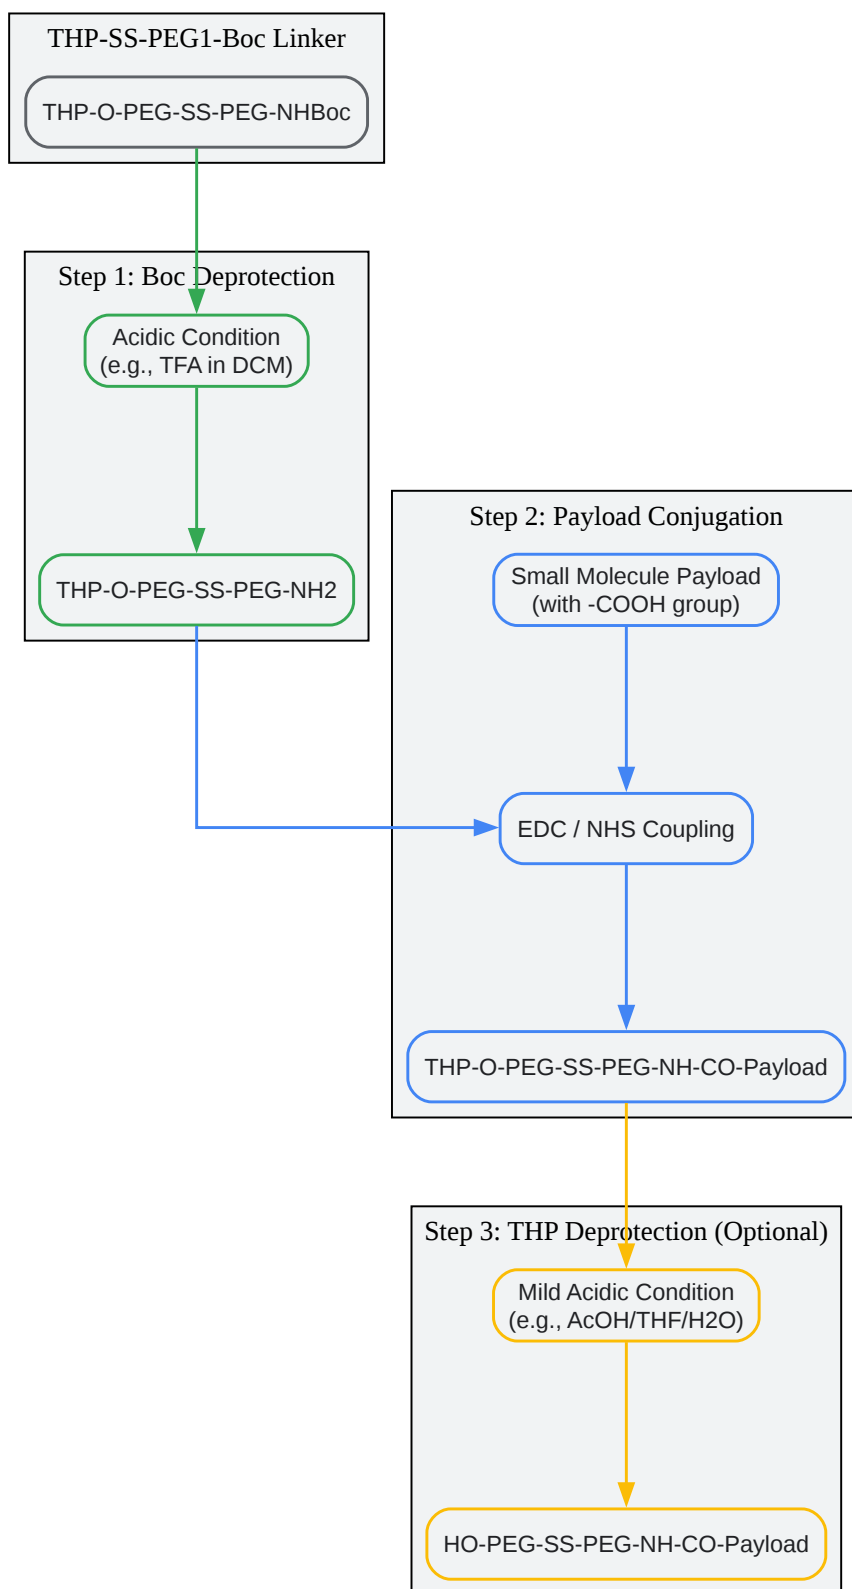 THP-SS-PEG1-Boc Linker
THP-O-PEG-SS-PEG-NHBoc
Step 1: Boc Deprotection
Acidic Condition
(e.g., TFA in DCM)
THP-O-PEG-SS-PEG-NH2
Step 2: Payload Conjugation
Small Molecule Payload
(with -COOH group)
EDC / NHS Coupling
THP-O-PEG-SS-PEG-NH-CO-Payload
Step 3: THP Deprotection (Optional)
Mild Acidic Condition
(e.g., AcOH/THF/H2O)
HO-PEG-SS-PEG-NH-CO-Payload